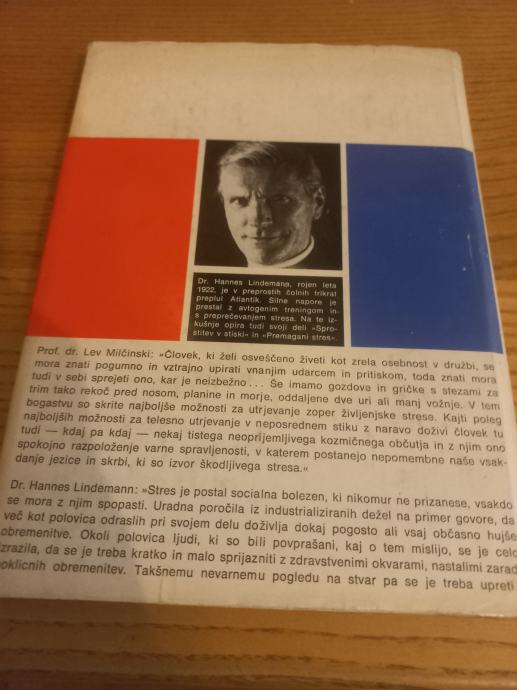 Dr. Hannes Lindemann, rojen leta
1922, je v preprostih čolnih trikrat
preplul Atlantik. Silne napore je
prestal z avtogenim treningom in
s preprečevanjem stresa. Na te iz-
kušnje opira tudi svoji deli »Spro-
stitev v stiski« in »Premagani stres«.
Prof. dr. Lev Milčinski: »Človek, ki želi osveščeno živeti kot zrela osebnost v družbi, se
mora znati pogumno in vztrajno upirati vnanjim udarcem in pritiskom, toda znati mora
tudi v sebi sprejeti ono, kar je neizbežno... Še imamo gozdove in gričke s stezami za
trim tako rekoč pred nosom, planine in morje, oddaljene dve uri ali manj vožnje. V tem
bogastvu so skrite najboljše možnosti za utrjevanje zoper življenjske strese. Kajti poleg
najboljših možnosti za telesno utrjevanje v neposrednem stiku z naravo doživi človek tu
tudi — kdaj pa kdaj — nekaj tistega neoprijemljivega kozmičnega občutja in z njim ono
spokojno razpoloženje varne spravljenosti, v katerem postanejo nepomembne naše vsak-
danje jezice in skrbi, ki so izvor škodljivega stresa.«
Dr. Hannes Lindemann: »Stres je postal socialna bolezen, ki nikomur ne prizanese, vsakdo
se mora z njim spopasti. Uradna poročila iz industrializiranih dežel na primer govore, da
več kot polovica odraslih pri svojem delu doživlja dokaj pogosto ali vsaj občasno hujše
obremenitve. Okoli polovica ljudi, ki so bili povprašani, kaj o tem mislijo, se je celo
izrazila, da se je treba kratko in malo sprijazniti z zdravstvenimi okvarami, nastalimi zarad
poklicnih obremenitev. Takšnemu nevarnemu pogledu na stvar pa se je treba upreti